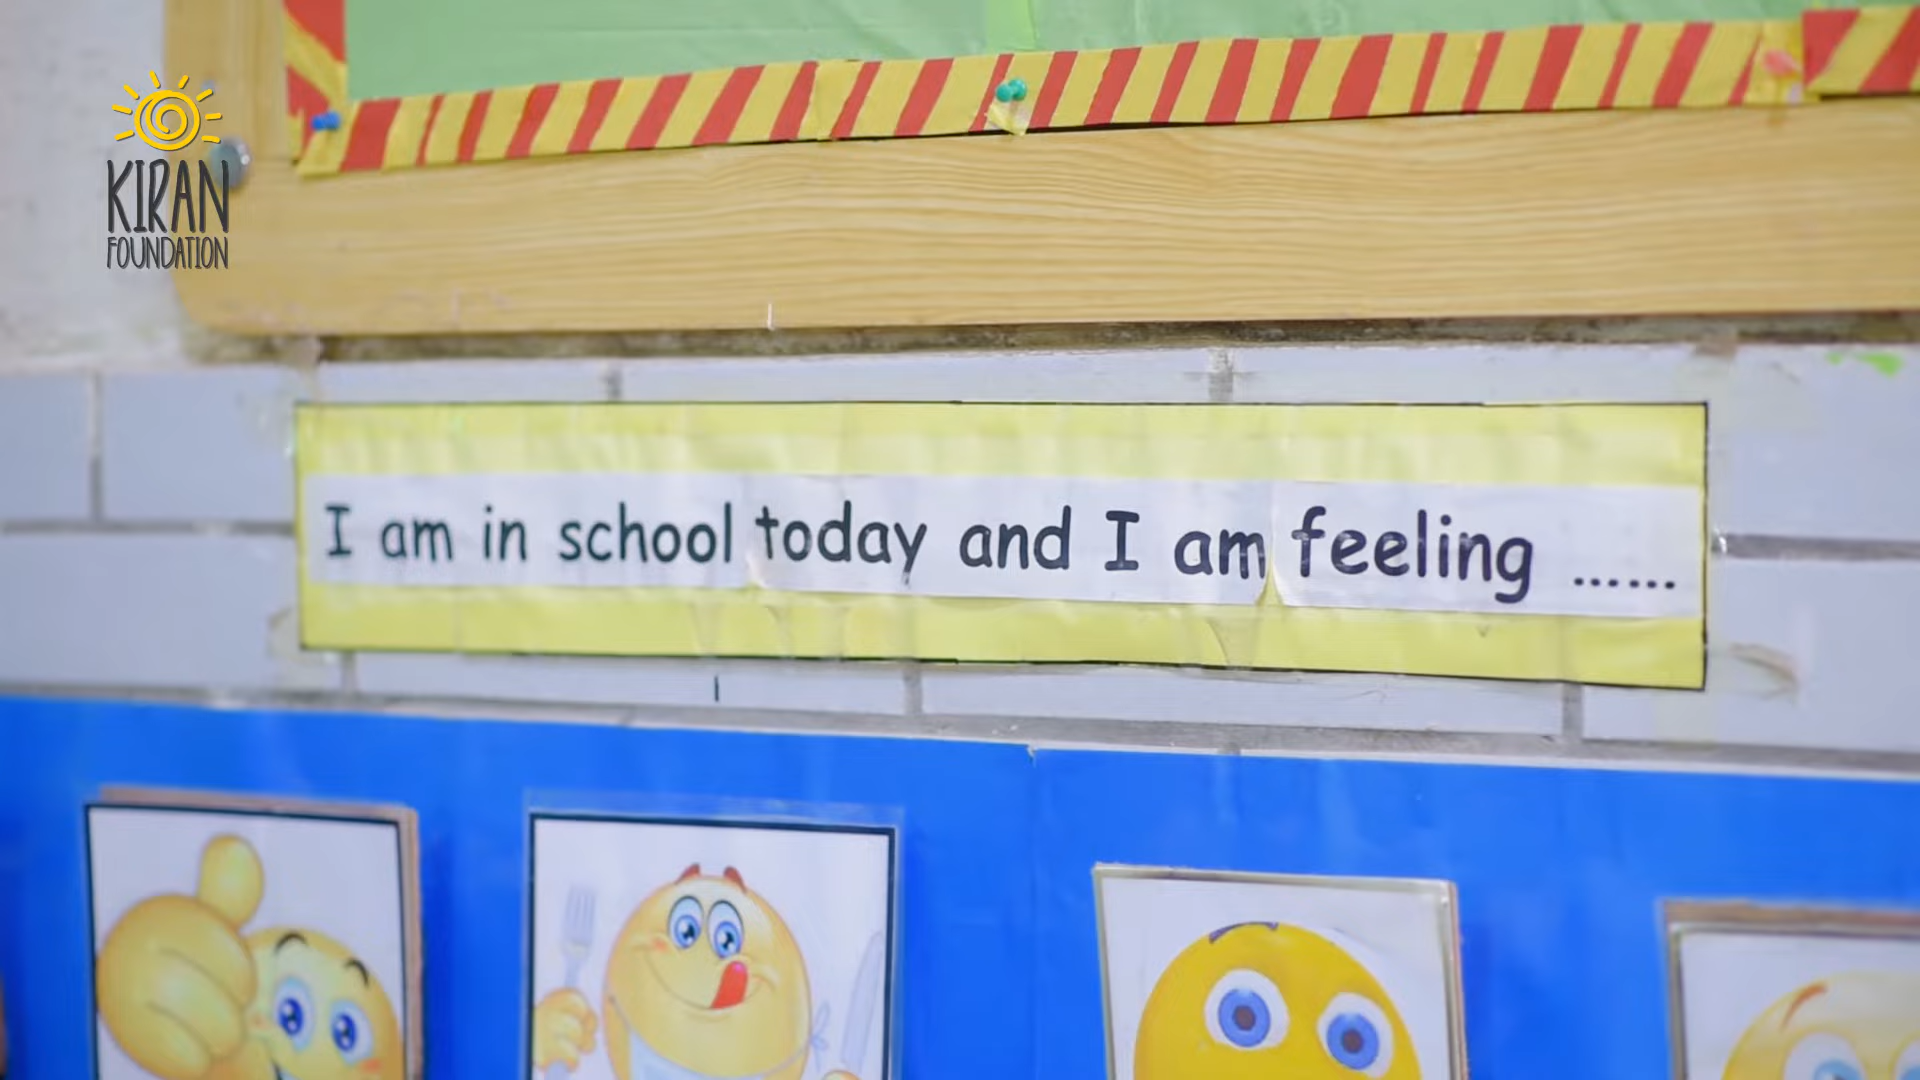 KIRAN
FOUNDATION
I am in school today and I am feeling ......